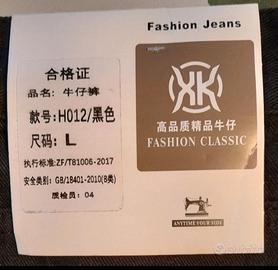 Fashion Jeans
合格证
品名: 牛仔裤
款号: H012/黑色
尺码: L
执行标准: ZF/T81006-2017
安全类别: GB/18401-2010(B类)
质检员: 04
高品质精品牛仔
FASHION CLASSIC
ANYTIME YOUR SIDE
subito